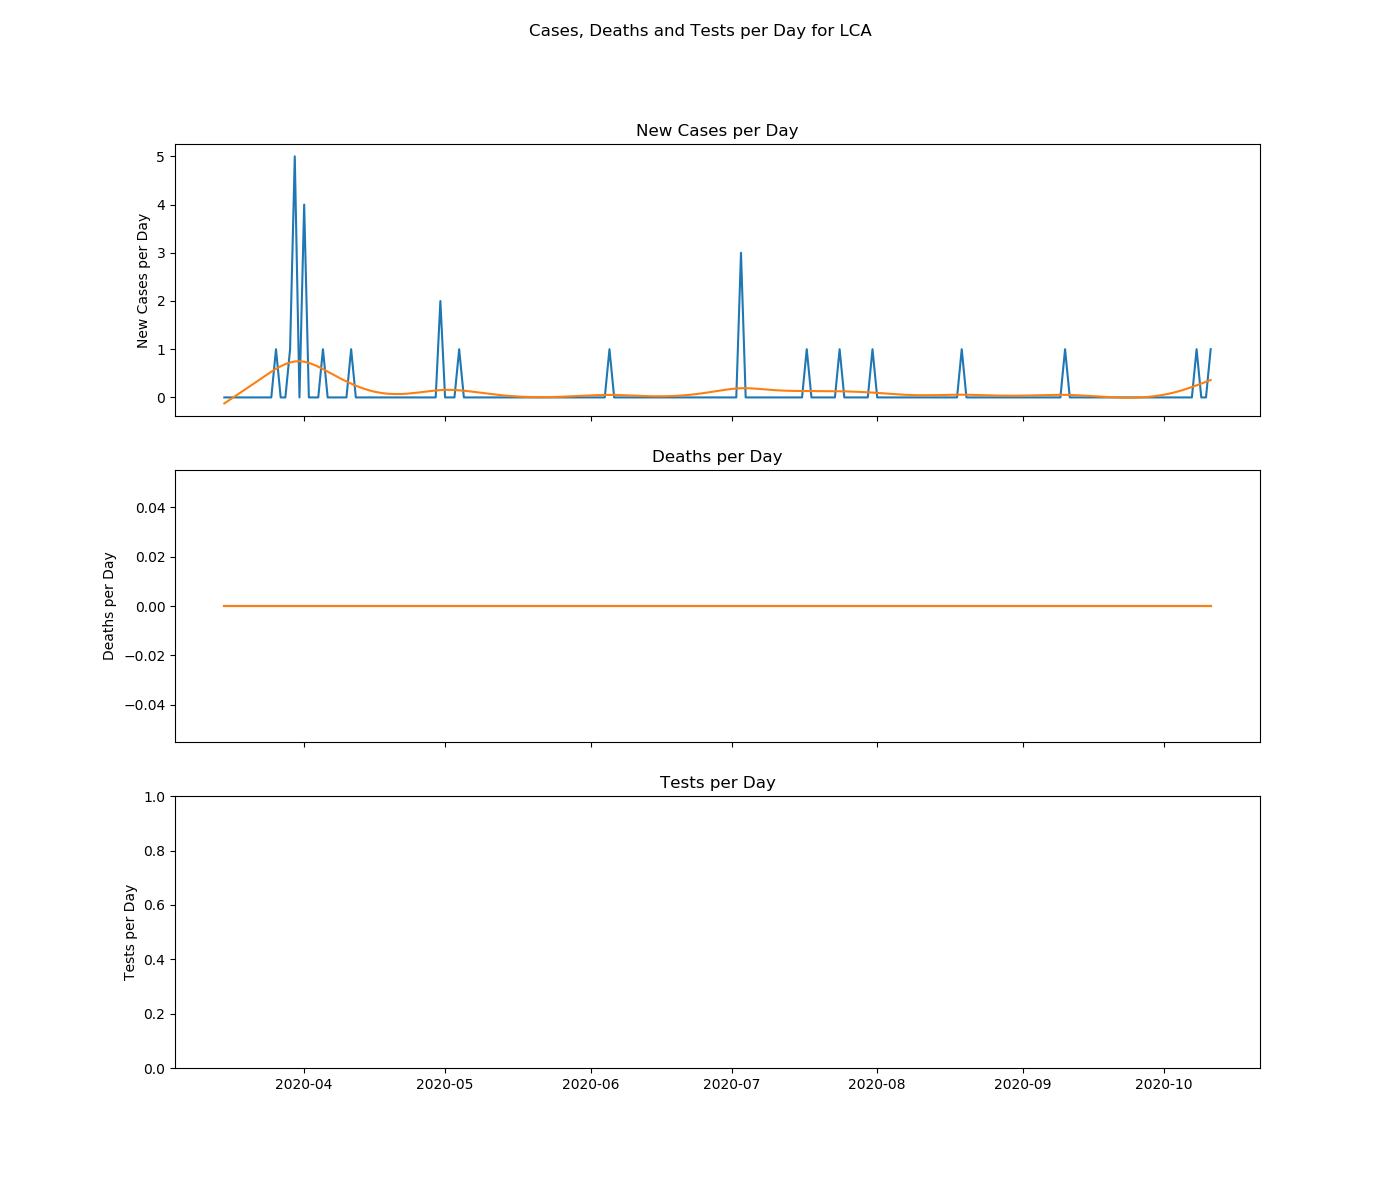 Cases, Deaths and Tests per Day for LCA
New Cases per Day
5
4
3
2
1
0
New Cases per Day
Deaths per Day
0.04
0.02
0.00
−0.02
−0.04
Deaths per Day
Tests per Day
1.0
0.8
0.6
0.4
0.2
0.0
Tests per Day
2020-04 2020-05 2020-06 2020-07 2020-08 2020-09 2020-10